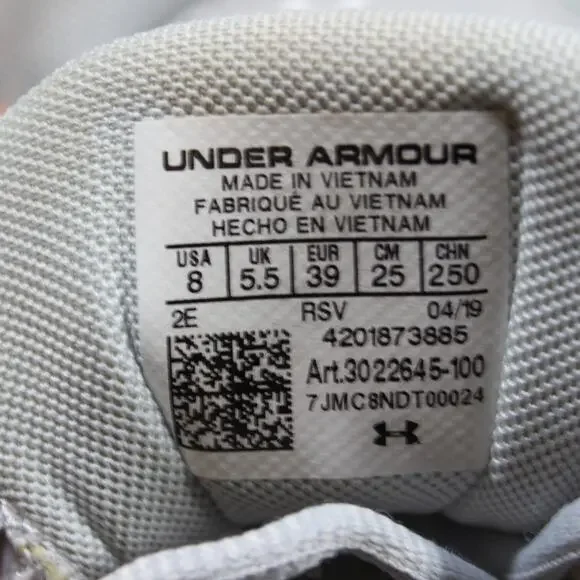 UNDER ARMOUR
MADE IN VIETNAM
FABRIQUÉ AU VIETNAM
HECHO EN VIETNAM
USA UK EUR CM CHN
8 5.5 39 25 250
2E RSV 04/19
4201873885
Art.3022645-100
7JMC8NDT00024